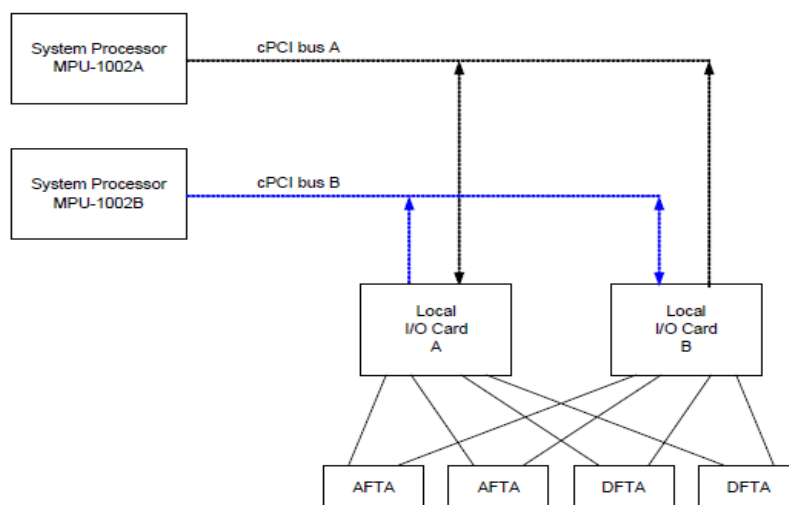 System Processor
MPU-1002A
cPCI bus A
System Processor
MPU-1002B
cPCI bus B
Local
I/O Card
A
Local
I/O Card
B
AFTA
AFTA
DFTA
DFTA